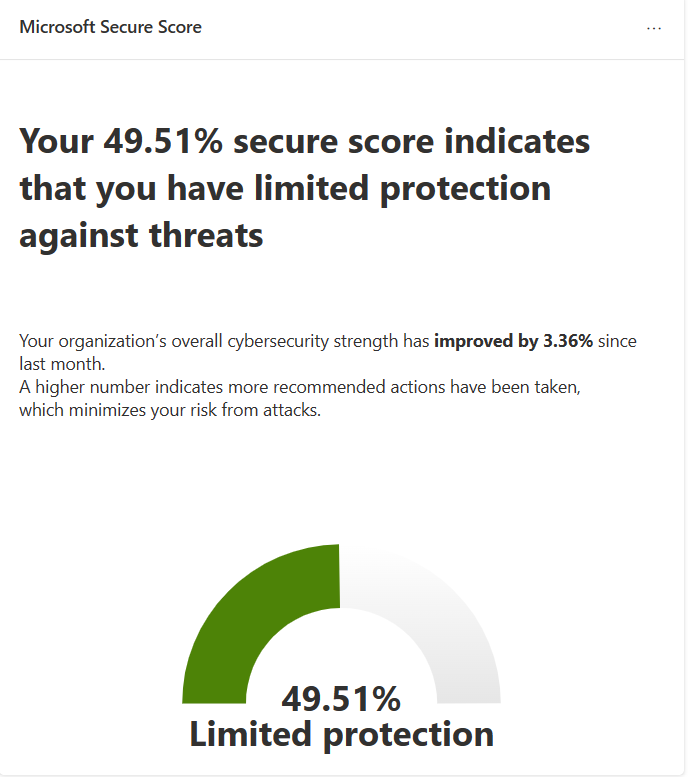 Microsoft Secure Score
...
Your 49.51% secure score indicates
that you have limited protection
against threats
Your organization’s overall cybersecurity strength has improved by 3.36% since
last month.
A higher number indicates more recommended actions have been taken,
which minimizes your risk from attacks.
49.51%
Limited protection